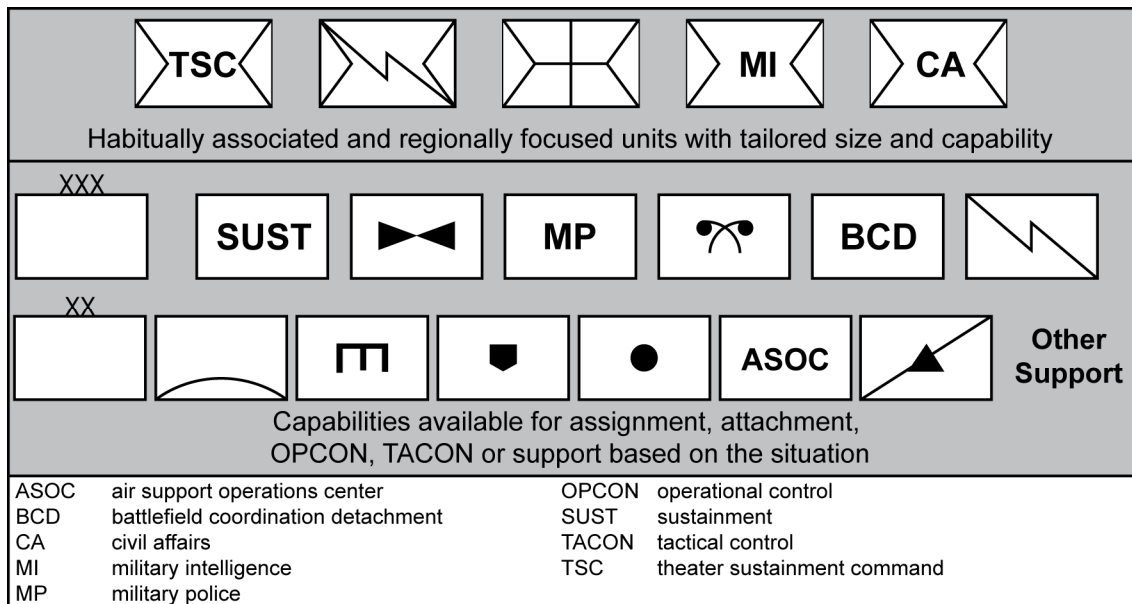 TSC MI CA
Habitually associated and regionally focused units with tailored size and capability
XXX
SUST MP BCD
XX
ASOC Other
Support
Capabilities available for assignment, attachment,
OPCON, TACON or support based on the situation
ASOC air support operations center
BCD battlefield coordination detachment
CA civil affairs
MI military intelligence
MP military police
OPCON operational control
SUST sustainment
TACON tactical control
TSC theater sustainment command